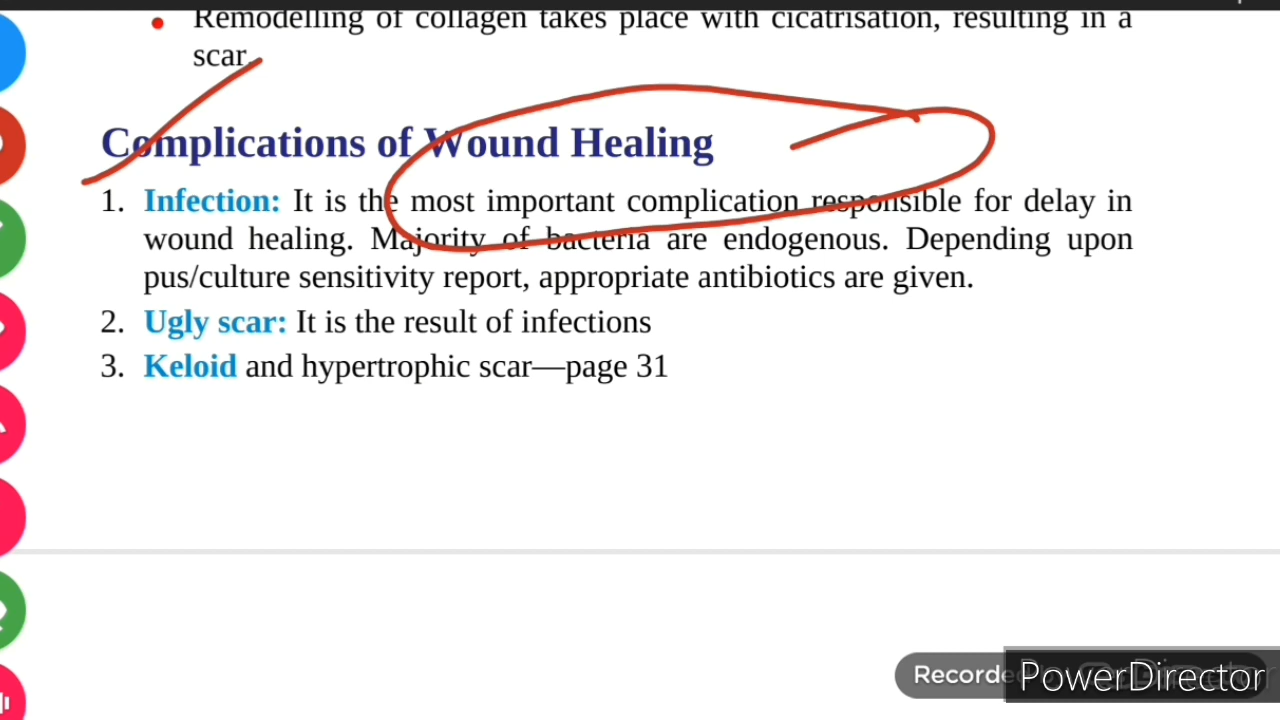 Remodelling of collagen takes place with cicatrisation, resulting in a
scar.
Complications of Wound Healing
1. Infection: It is the most important complication responsible for delay in
wound healing. Majority of bacteria are endogenous. Depending upon
pus/culture sensitivity report, appropriate antibiotics are given.
2. Ugly scar: It is the result of infections
3. Keloid and hypertrophic scar—page 31
Recorded
PowerDirector